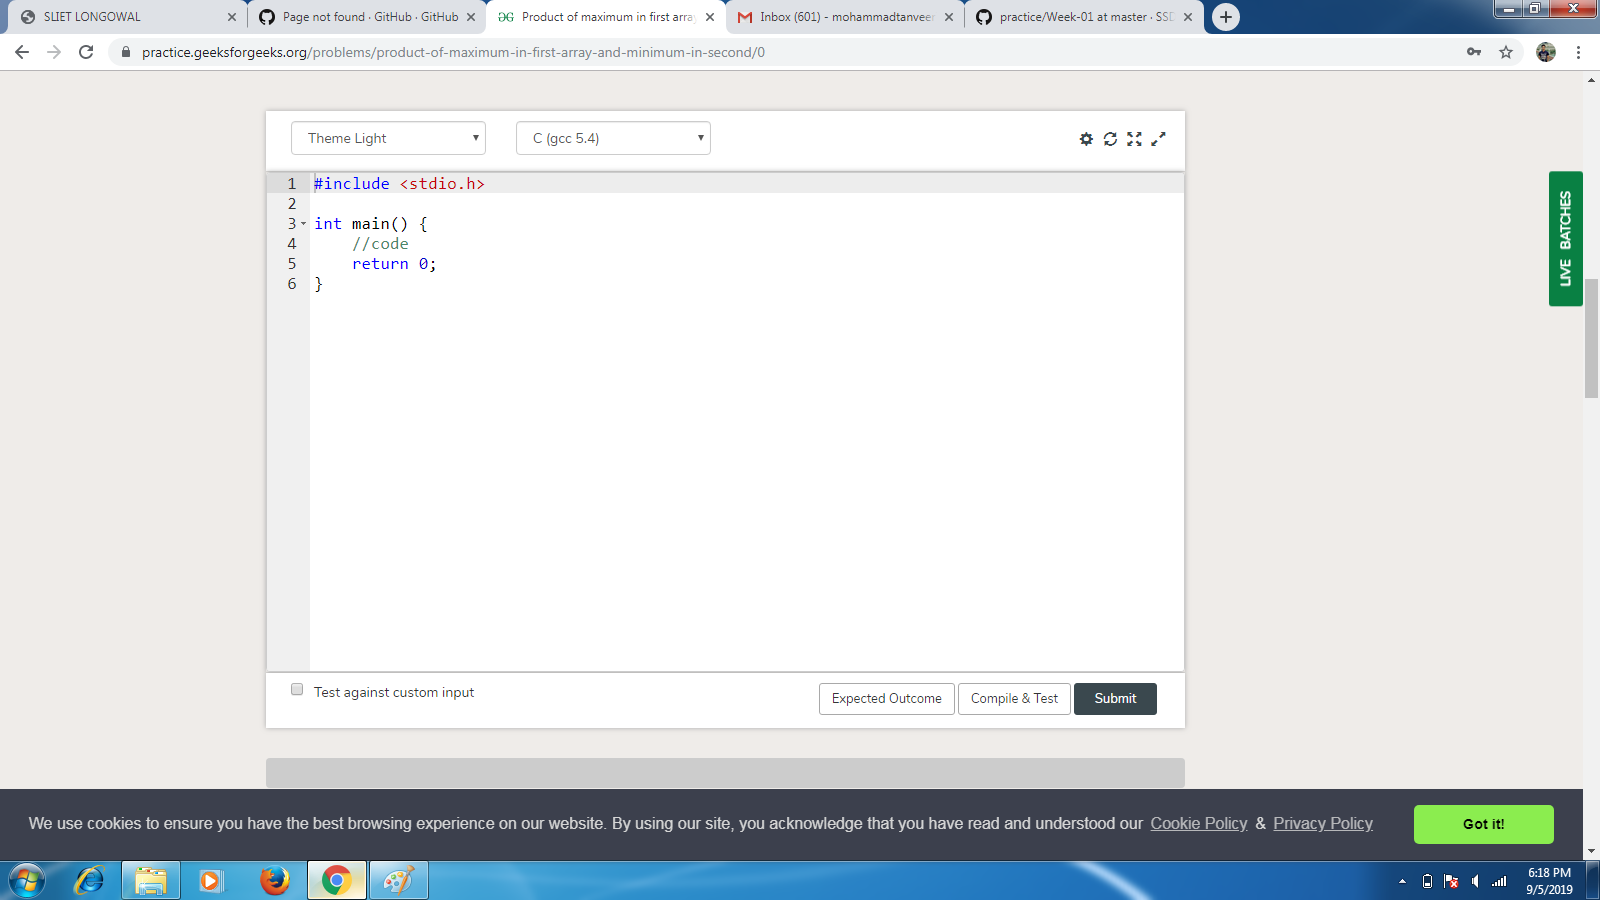 SLIET LONGOWAL
Page not found · GitHub · GitHub
Product of maximum in first array
Inbox (601) - mohammadtanveer
practice/Week-01 at master · SSD
practice.geeksforgeeks.org/problems/product-of-maximum-in-first-array-and-minimum-in-second/0
Theme Light
C (gcc 5.4)
1 #include <stdio.h>
2
3 int main() {
4 //code
5 return 0;
6 }
LIVE BATCHES
Test against custom input
Expected Outcome
Compile & Test
Submit
We use cookies to ensure you have the best browsing experience on our website. By using our site, you acknowledge that you have read and understood our Cookie Policy & Privacy Policy
Got it!
6:18 PM
9/5/2019